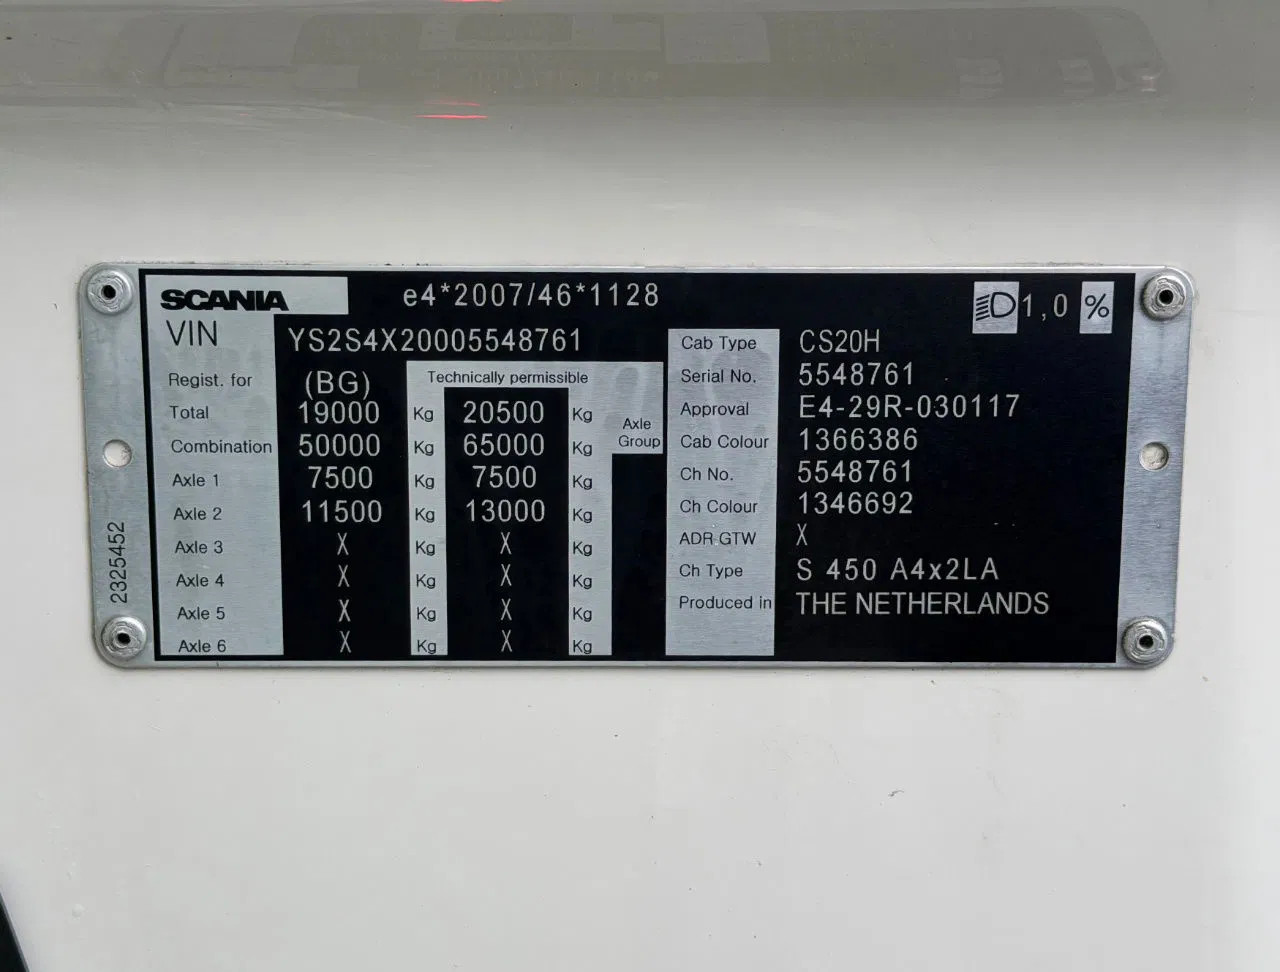 SCANIA e4*2007/46*1128 1,0 %
VIN YS2S4X20005548761
Regist. for (BG) Technically permissible
Total 19000 Kg 20500 Kg Axle Group
Combination 50000 Kg 65000 Kg
Axle 1 7500 Kg 7500 Kg
Axle 2 11500 Kg 13000 Kg
Axle 3 X Kg X Kg
Axle 4 X Kg X Kg
Axle 5 X Kg X Kg
Axle 6 X Kg X Kg
Cab Type CS20H
Serial No. 5548761
Approval E4-29R-030117
Cab Colour 1366386
Ch No. 5548761
Ch Colour 1346692
ADR GTW X
Ch Type S 450 A4x2LA
Produced in THE NETHERLANDS
2325452